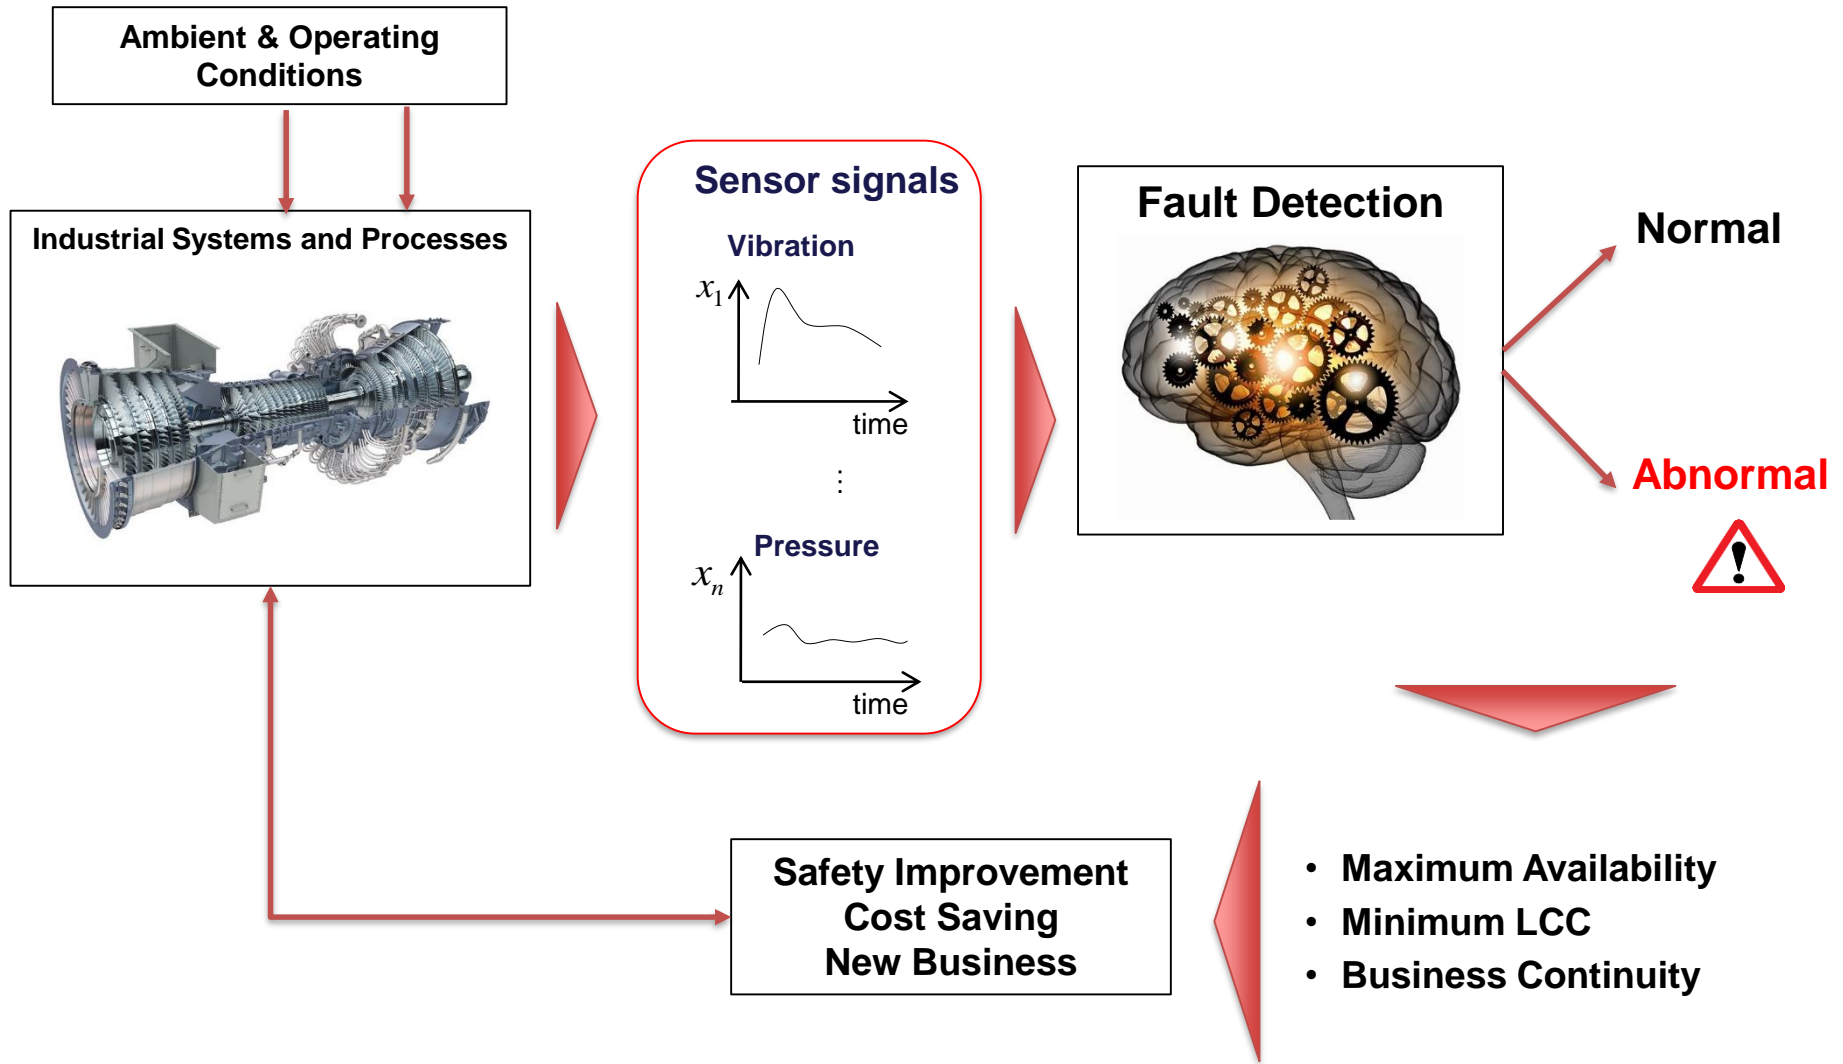 Ambient & Operating
Conditions
Industrial Systems and Processes
Sensor signals
Vibration
x₁
time
⋮
Pressure
xₙ
time
Fault Detection
Normal
Abnormal
!
• Maximum Availability
• Minimum LCC
• Business Continuity
Safety Improvement
Cost Saving
New Business